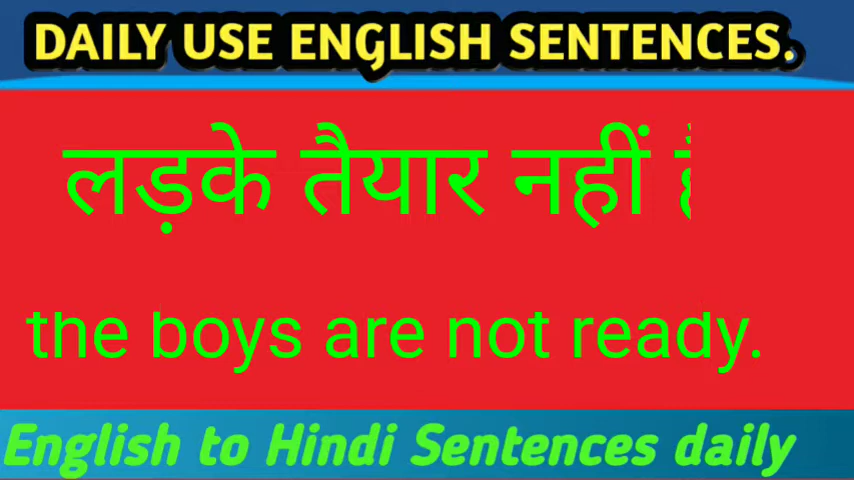 DAILY USE ENGLISH SENTENCES.
लड़के तैयार नहीं
the boys are not ready.
English to Hindi Sentences daily